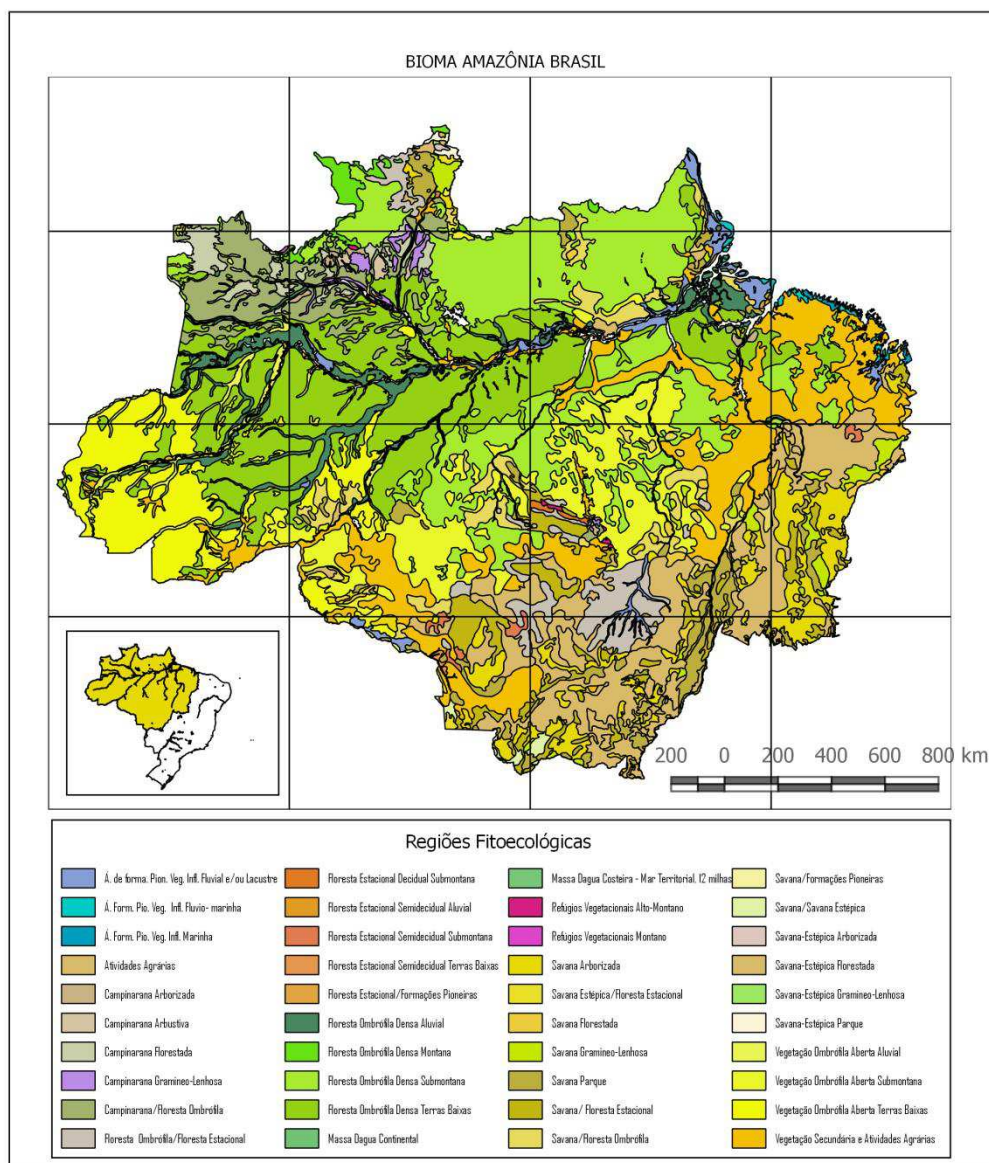 BIOMA AMAZÔNIA BRASIL
200 0 200 400 600 800 km
Regiões Fitoecológicas
Á. de forma. Pion. Veg. Infl. Fluvial e/ou Lacustre
Á. Form. Pio. Veg. Infl. Fluvio- marinha
Á. Form. Pio. Veg. Infl. Marinha
Atividades Agrárias
Campinarana Arborizada
Campinarana Arbustiva
Campinarana Florestada
Campinarana Gramineo-Lenhosa
Campinarana/Floresta Ombrófila
Floresta Ombrófila/Floresta Estacional
Floresta Estacional Decidual Submontana
Floresta Estacional Semidecidual Aluvial
Floresta Estacional Semidecidual Submontana
Floresta Estacional Semidecidual Terras Baixas
Floresta Estacional/Formações Pioneiras
Floresta Ombrófila Densa Aluvial
Floresta Ombrófila Densa Montana
Floresta Ombrófila Densa Submontana
Floresta Ombrófila Densa Terras Baixas
Massa Dagua Continental
Massa Dagua Costeira - Mar Territorial, 12 milhas
Refúgios Vegetacionais Alto-Montano
Refúgios Vegetacionais Montano
Savana Arborizada
Savana Estépica/Floresta Estacional
Savana Florestada
Savana Gramineo-Lenhosa
Savana Parque
Savana/ Floresta Estacional
Savana/Floresta Ombrófila
Savana/Formações Pioneiras
Savana/Savana Estépica
Savana-Estépica Arborizada
Savana-Estépica Florestada
Savana-Estépica Gramineo-Lenhosa
Savana-Estépica Parque
Vegetação Ombrófila Aberta Aluvial
Vegetação Ombrófila Aberta Submontana
Vegetação Ombrófila Aberta Terras Baixas
Vegetação Secundária e Atividades Agrárias